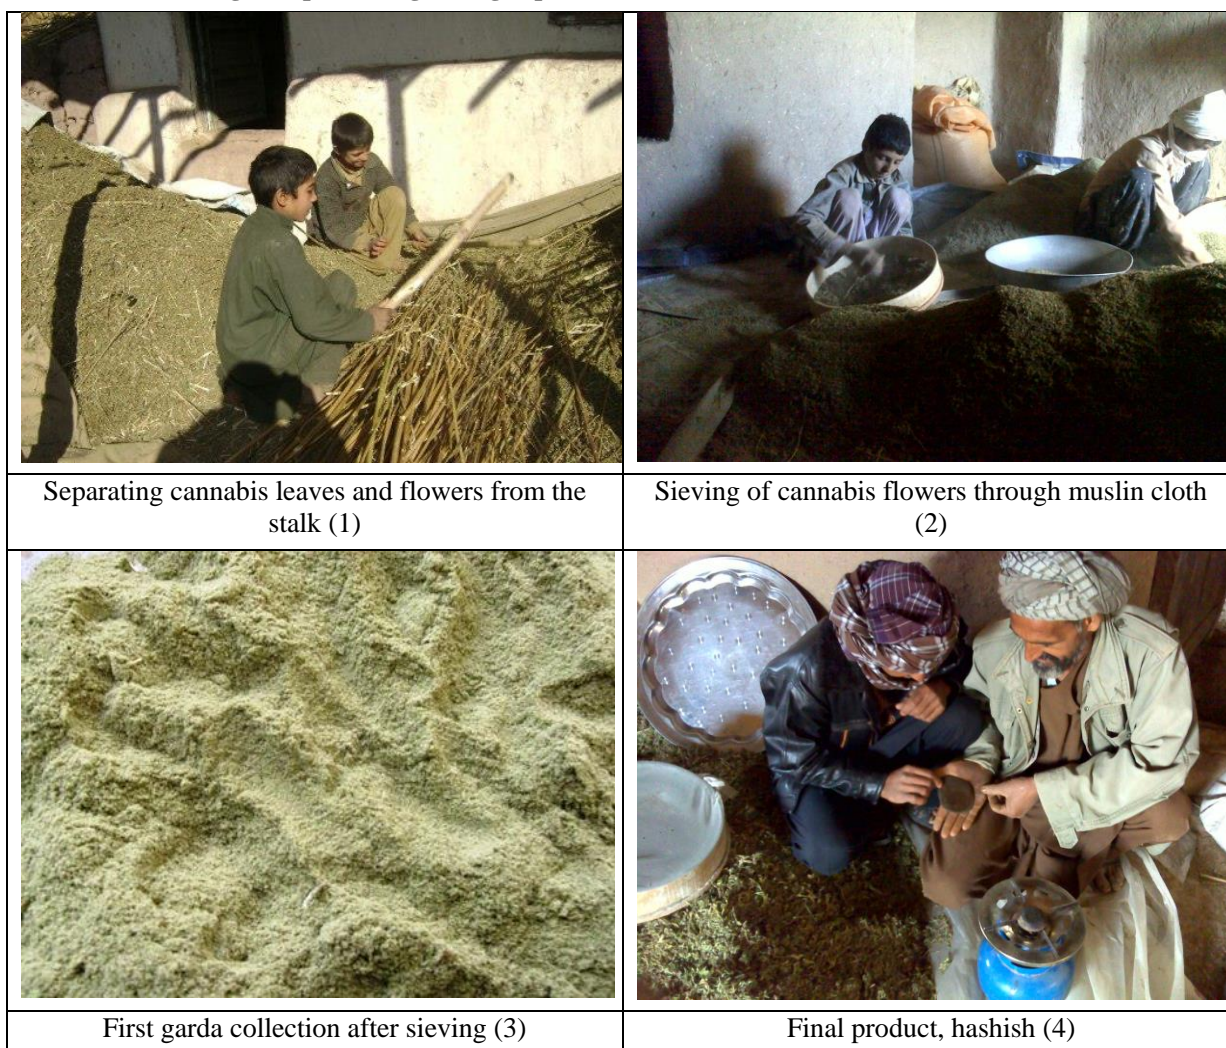 Separating cannabis leaves and flowers from the
stalk (1)
Sieving of cannabis flowers through muslin cloth
(2)
First garda collection after sieving (3)
Final product, hashish (4)